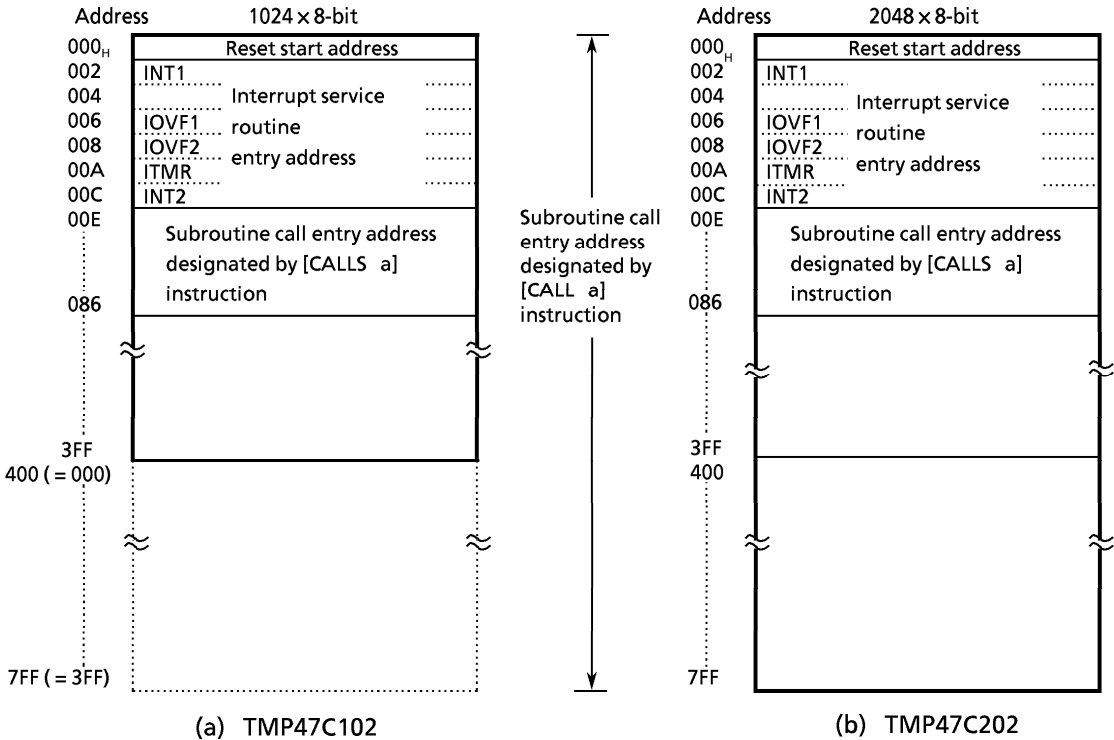 Address 1024 × 8-bit
000H Reset start address
002 INT1
004 Interrupt service
006 IOVF1 routine
008 IOVF2 entry address
00A ITMR
00C INT2
00E
Subroutine call entry address
designated by [CALLS a]
instruction
086
3FF
400 ( = 000)
7FF ( = 3FF)
(a) TMP47C102
Subroutine call
entry address
designated by
[CALL a]
instruction
Address 2048 × 8-bit
000H Reset start address
002 INT1
004 Interrupt service
006 IOVF1 routine
008 IOVF2 entry address
00A ITMR
00C INT2
00E
Subroutine call entry address
designated by [CALLS a]
instruction
086
3FF
400
7FF
(b) TMP47C202